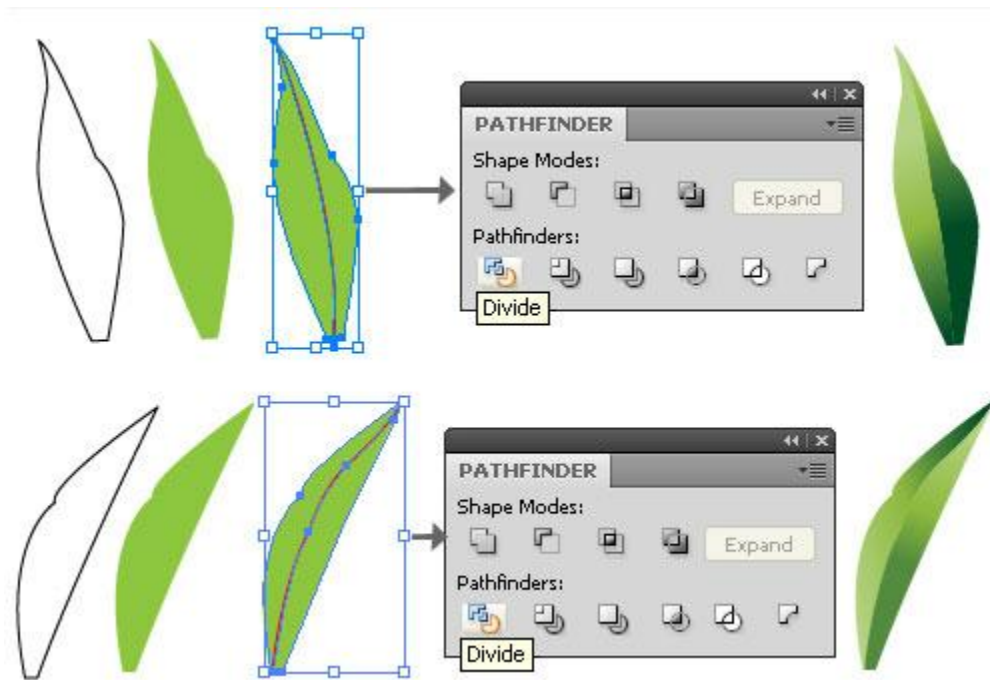 PATHFINDER
Shape Modes:
Expand
Pathfinders:
Divide
PATHFINDER
Shape Modes:
Expand
Pathfinders:
Divide